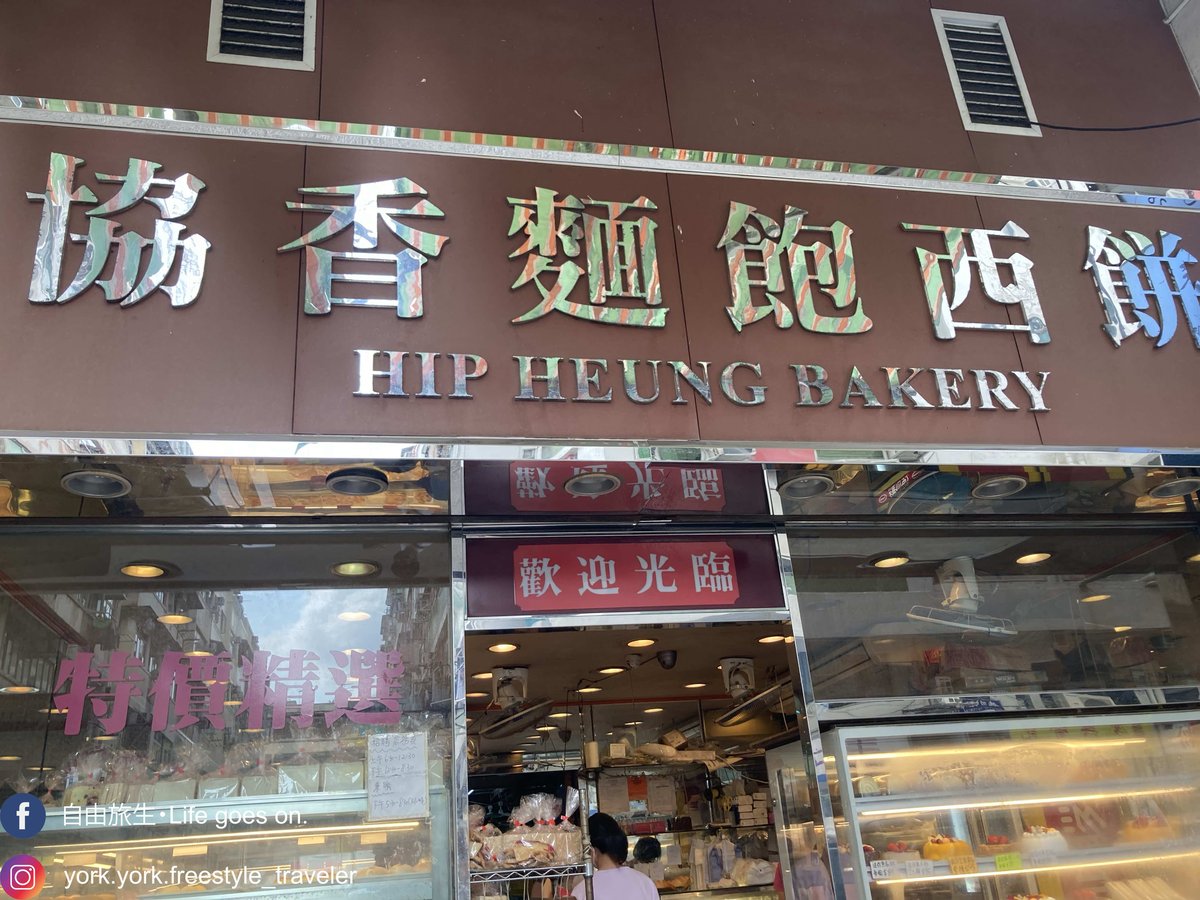 協香麵飽西餅
HIP HEUNG BAKERY
歡迎光臨
特價精選
自由旅生•Life goes on.
york.york.freestyle_traveler